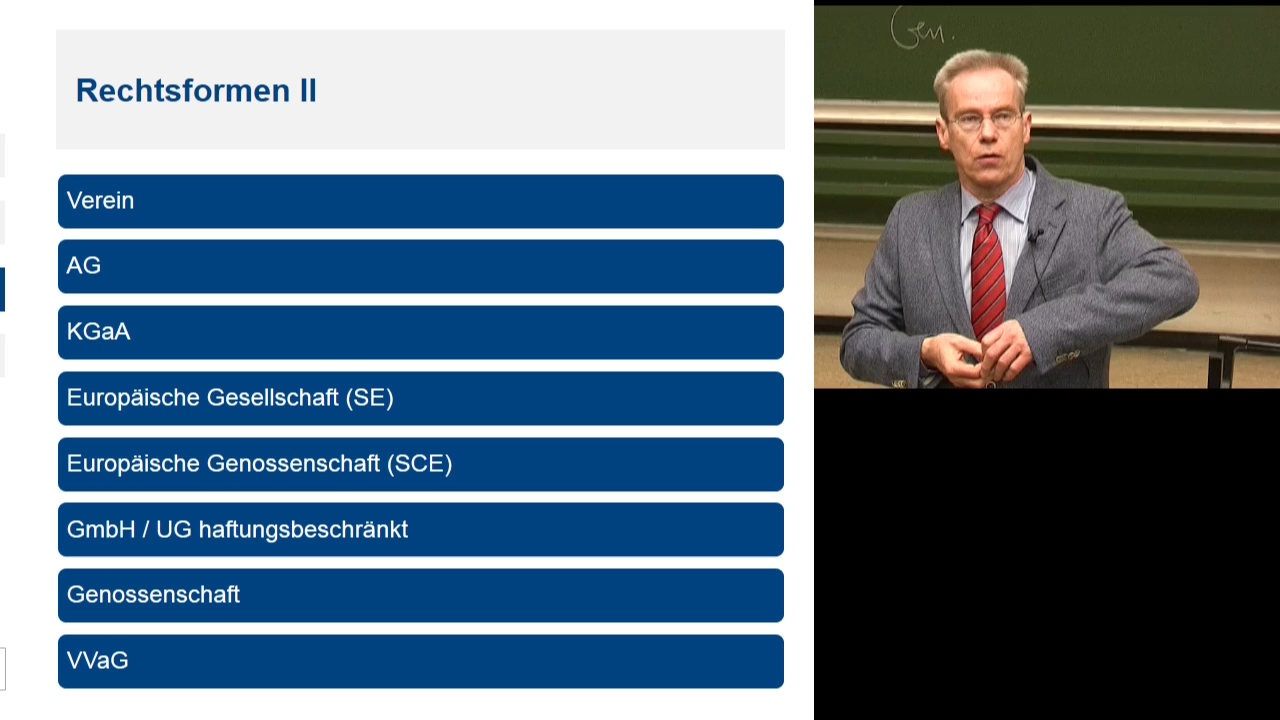 Rechtsformen II
Verein
AG
KGaA
Europäische Gesellschaft (SE)
Europäische Genossenschaft (SCE)
GmbH / UG haftungsbeschränkt
Genossenschaft
VVaG
Gen.